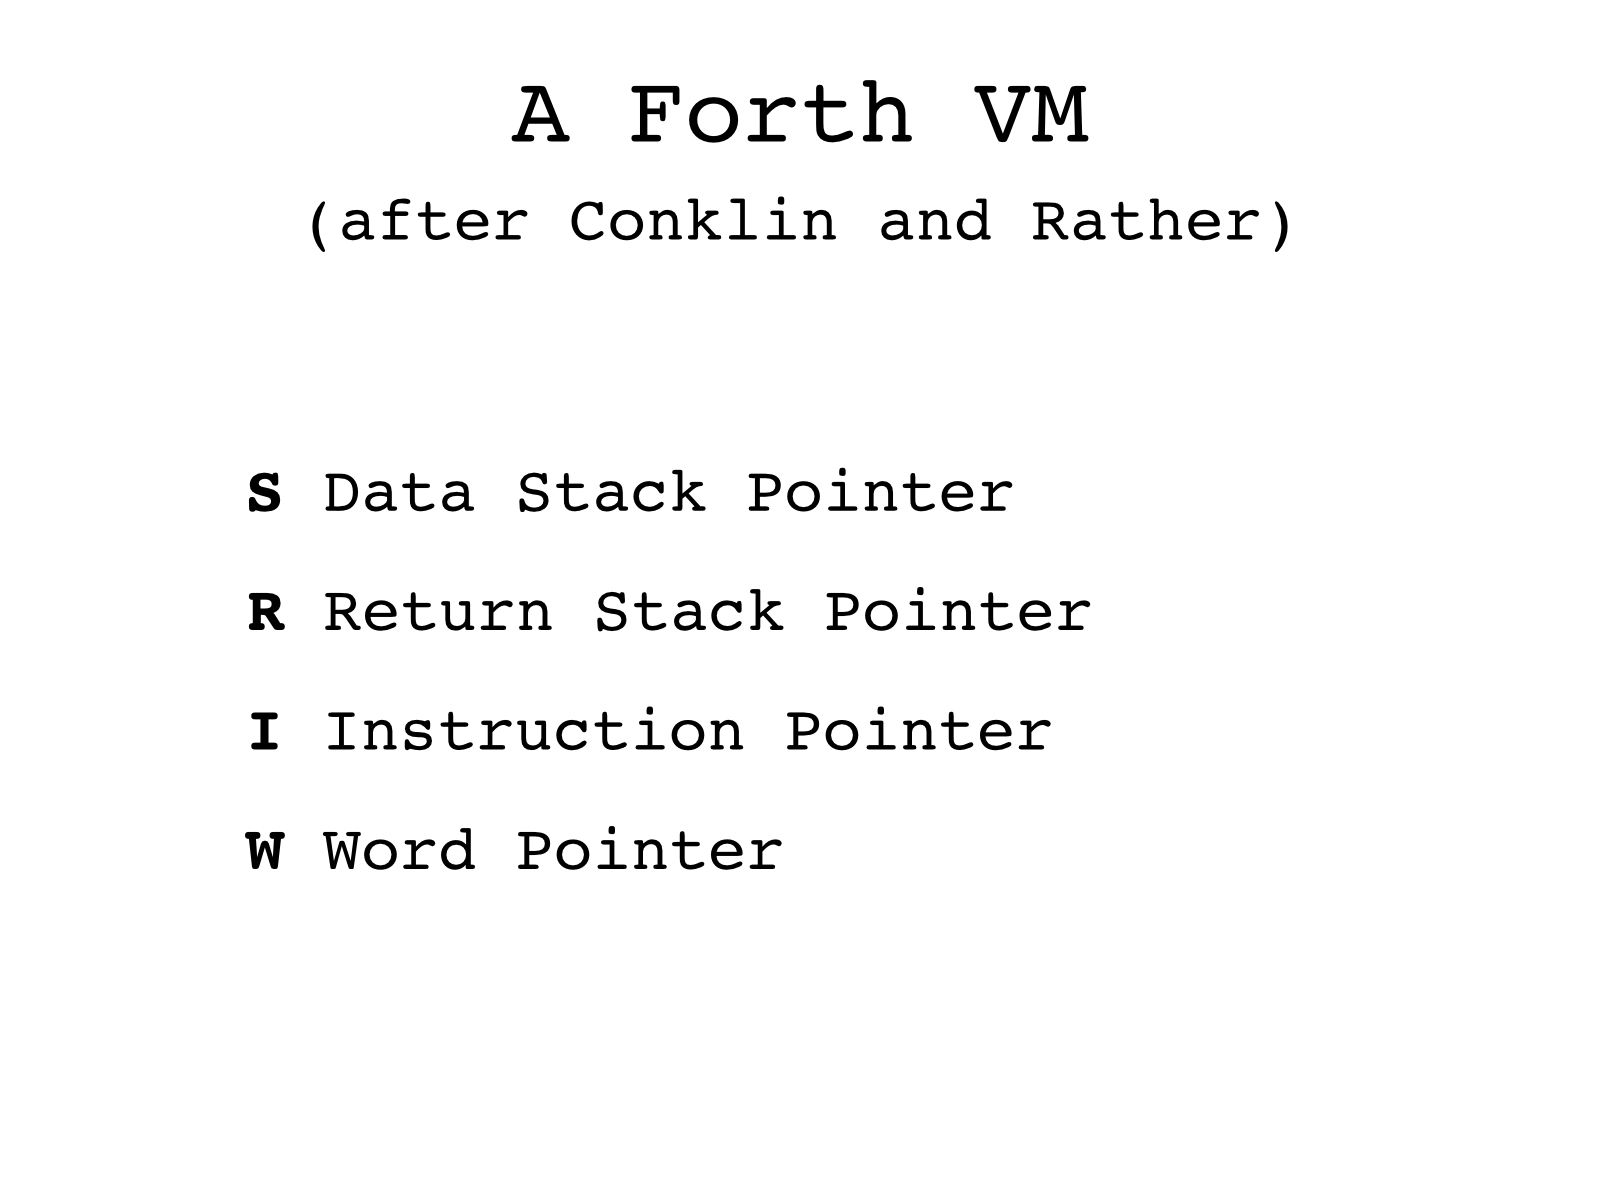 A Forth VM
(after Conklin and Rather)
S Data Stack Pointer
R Return Stack Pointer
I Instruction Pointer
W Word Pointer